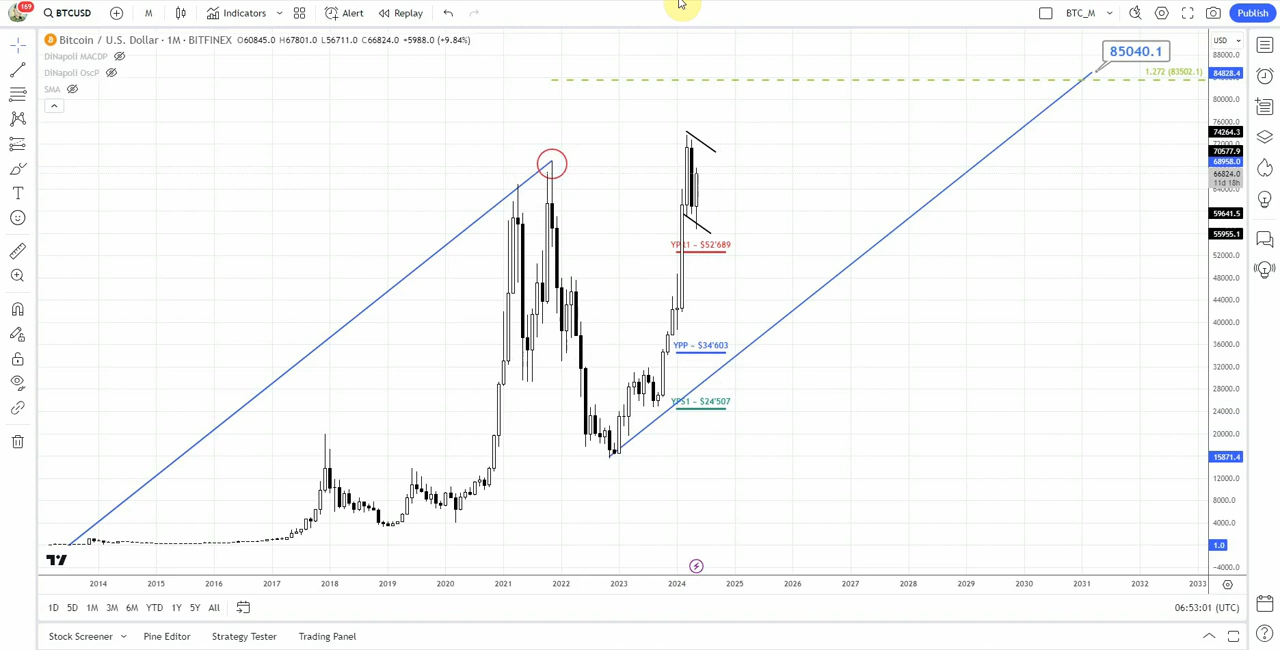 169 BTCUSD M Indicators Alert Replay BTC_M Publish
Bitcoin / U.S. Dollar · 1M · BITFINEX O60845.0 H67801.0 L56711.0 C66824.0 +5988.0 (+9.84%)
USD
DiNapoli MACDP
DiNapoli OscP
SMA
85040.1
1.272 (83502.1)
88000.0
84828.4
80000.0
76000.0
74264.3
70577.9
68958.0
66824.0
11d 18h
59641.5
55955.1
52000.0
48000.0
44000.0
40000.0
36000.0
32000.0
28000.0
24000.0
20000.0
15871.4
12000.0
8000.0
4000.0
1.0
-4000.0
YPR1 ~ $52'689
YPP ~ $34'603
YPS1 ~ $24'507
2014 2015 2016 2017 2018 2019 2020 2021 2022 2023 2024 2025 2026 2027 2028 2029 2030 2031 2032 2033
1D 5D 1M 3M 6M YTD 1Y 5Y All 06:53:01 (UTC)
Stock Screener Pine Editor Strategy Tester Trading Panel